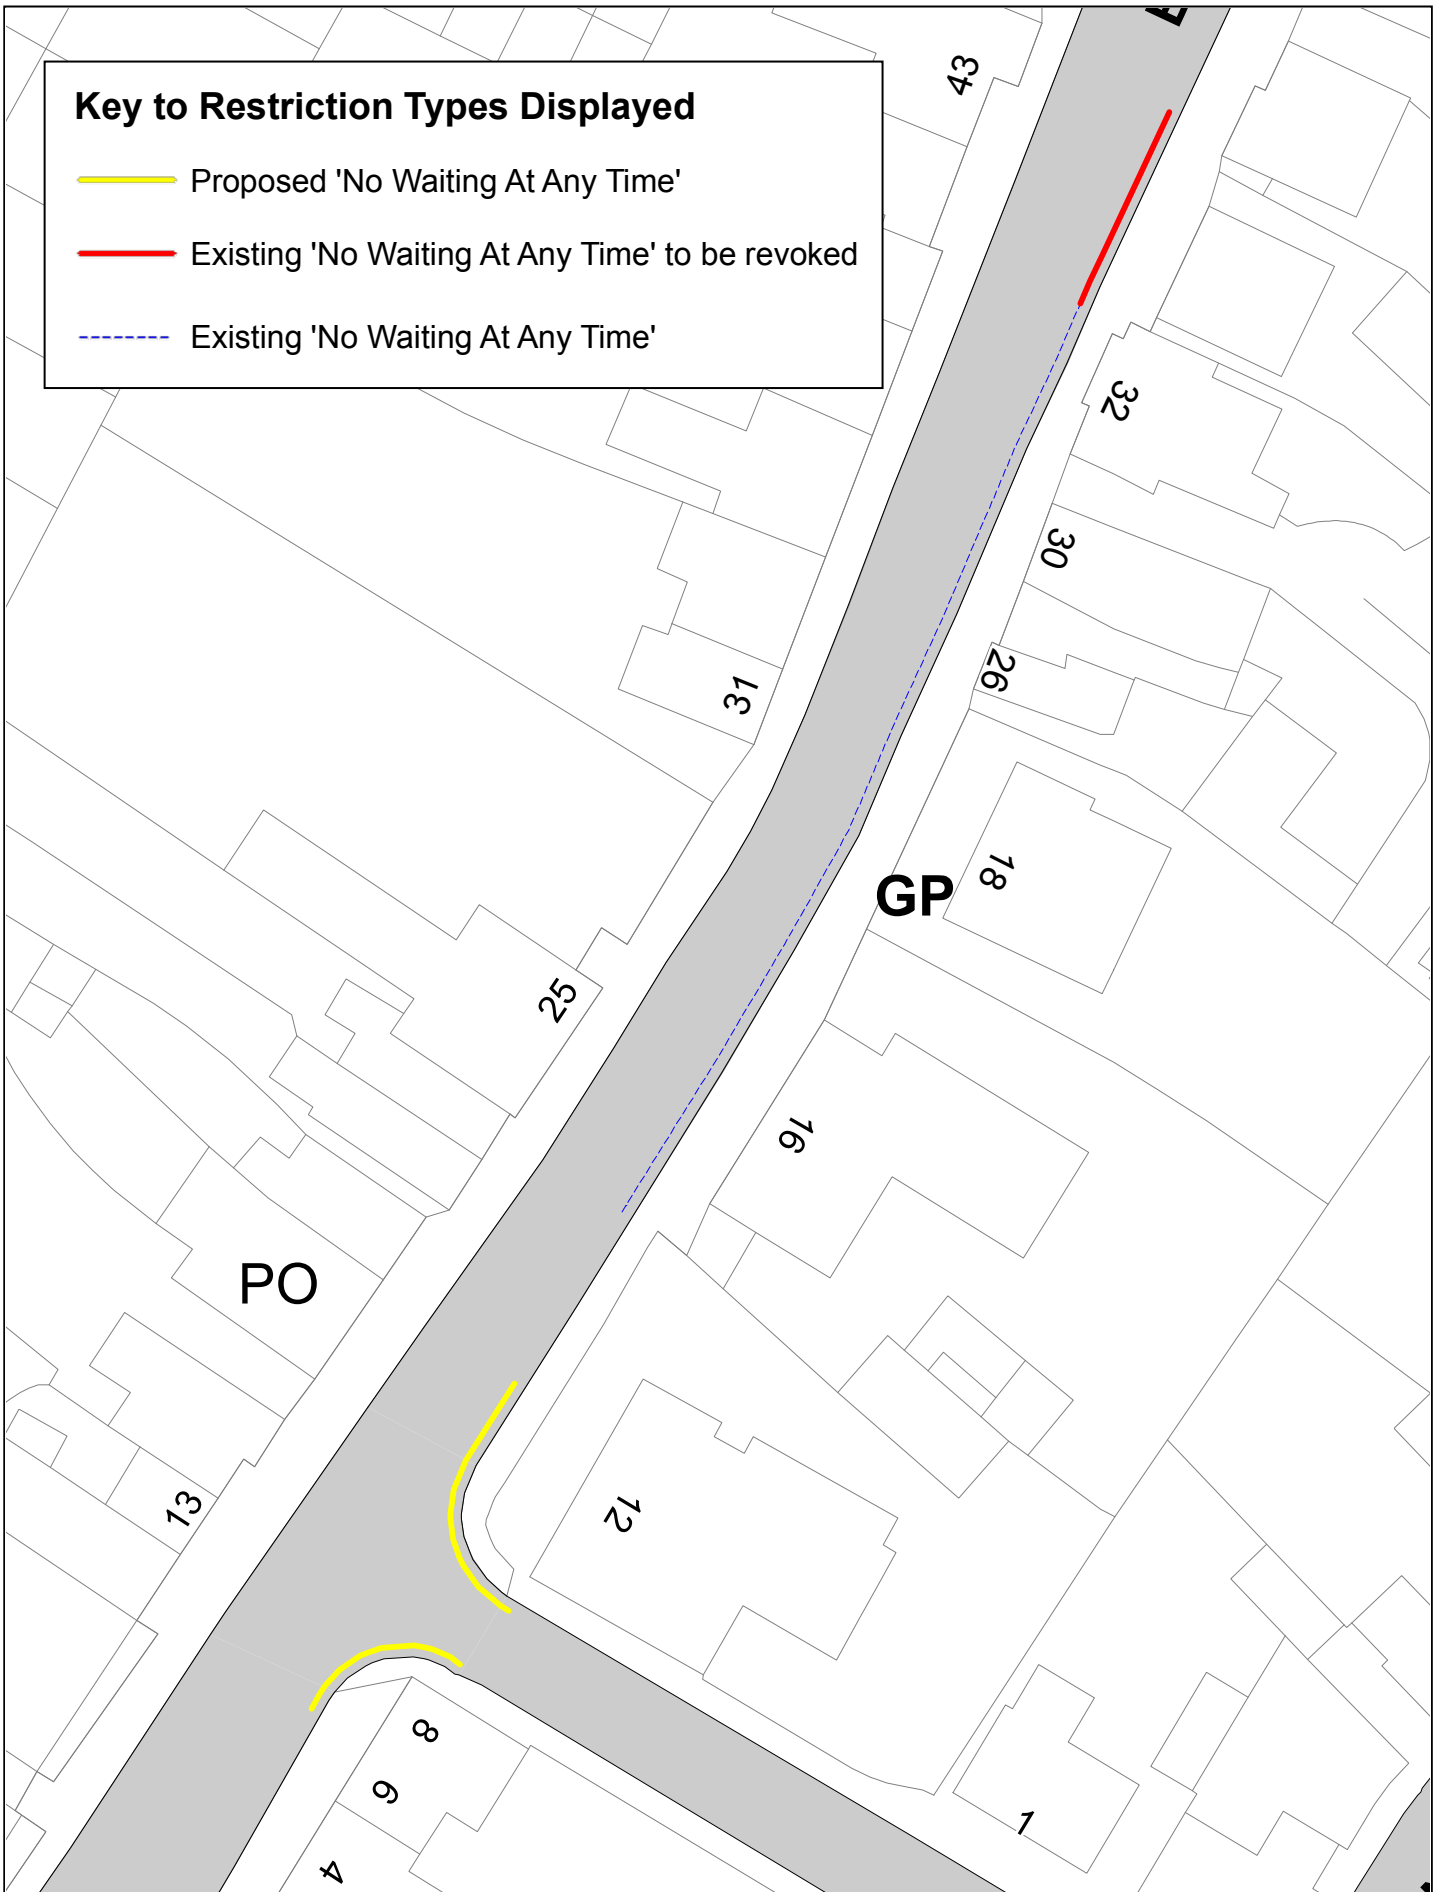 43
Key to Restriction Types Displayed
Proposed 'No Waiting At Any Time'
Existing 'No Waiting At Any Time' to be revoked
Existing 'No Waiting At Any Time'
32
30
26
31
18
GP
25
16
PO
13
12
8
6
4
1